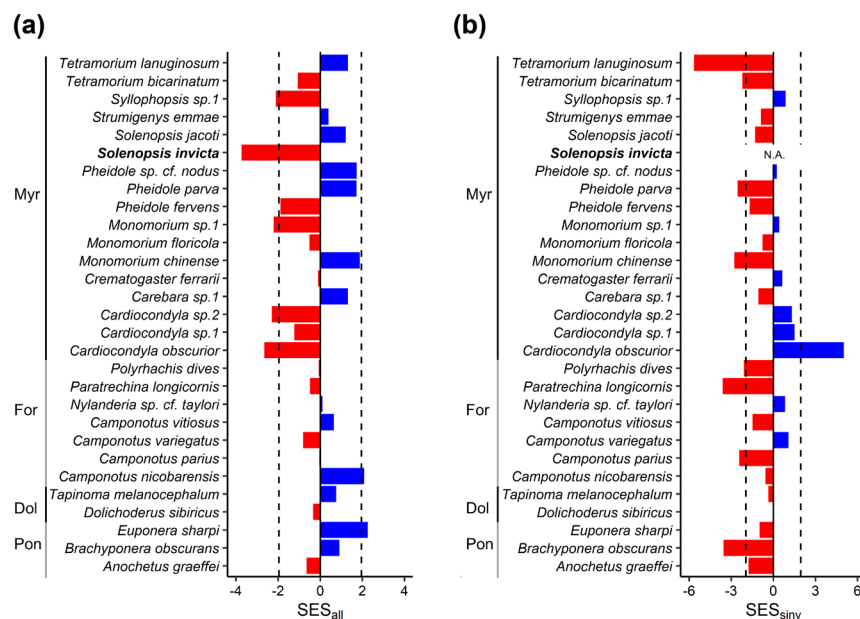 (a)
Tetramorium lanuginosum
Tetramorium bicarinatum
Syllophopsis sp.1
Strumigenys emmae
Solenopsis jacoti
Solenopsis invicta
Pheidole sp. cf. nodus
Pheidole parva
Pheidole fervens
Monomorium sp.1
Monomorium floricola
Monomorium chinense
Crematogaster ferrarii
Carebara sp.1
Cardiocondyla sp.2
Cardiocondyla sp.1
Cardiocondyla obscurior
Polyrhachis dives
Paratrechina longicornis
Nylanderia sp. cf. taylori
Camponotus vitiosus
Camponotus variegatus
Camponotus parius
Camponotus nicobarensis
Tapinoma melanocephalum
Dolichoderus sibiricus
Euponera sharpi
Brachyponera obscurans
Anochetus graeffei
Myr
For
Dol
Pon
-4 -2 0 2 4
SESall
(b)
Tetramorium lanuginosum
Tetramorium bicarinatum
Syllophopsis sp.1
Strumigenys emmae
Solenopsis jacoti
Solenopsis invicta N.A.
Pheidole sp. cf. nodus
Pheidole parva
Pheidole fervens
Monomorium sp.1
Monomorium floricola
Monomorium chinense
Crematogaster ferrarii
Carebara sp.1
Cardiocondyla sp.2
Cardiocondyla sp.1
Cardiocondyla obscurior
Polyrhachis dives
Paratrechina longicornis
Nylanderia sp. cf. taylori
Camponotus vitiosus
Camponotus variegatus
Camponotus parius
Camponotus nicobarensis
Tapinoma melanocephalum
Dolichoderus sibiricus
Euponera sharpi
Brachyponera obscurans
Anochetus graeffei
Myr
For
Dol
Pon
-6 -3 0 3 6
SESsinv